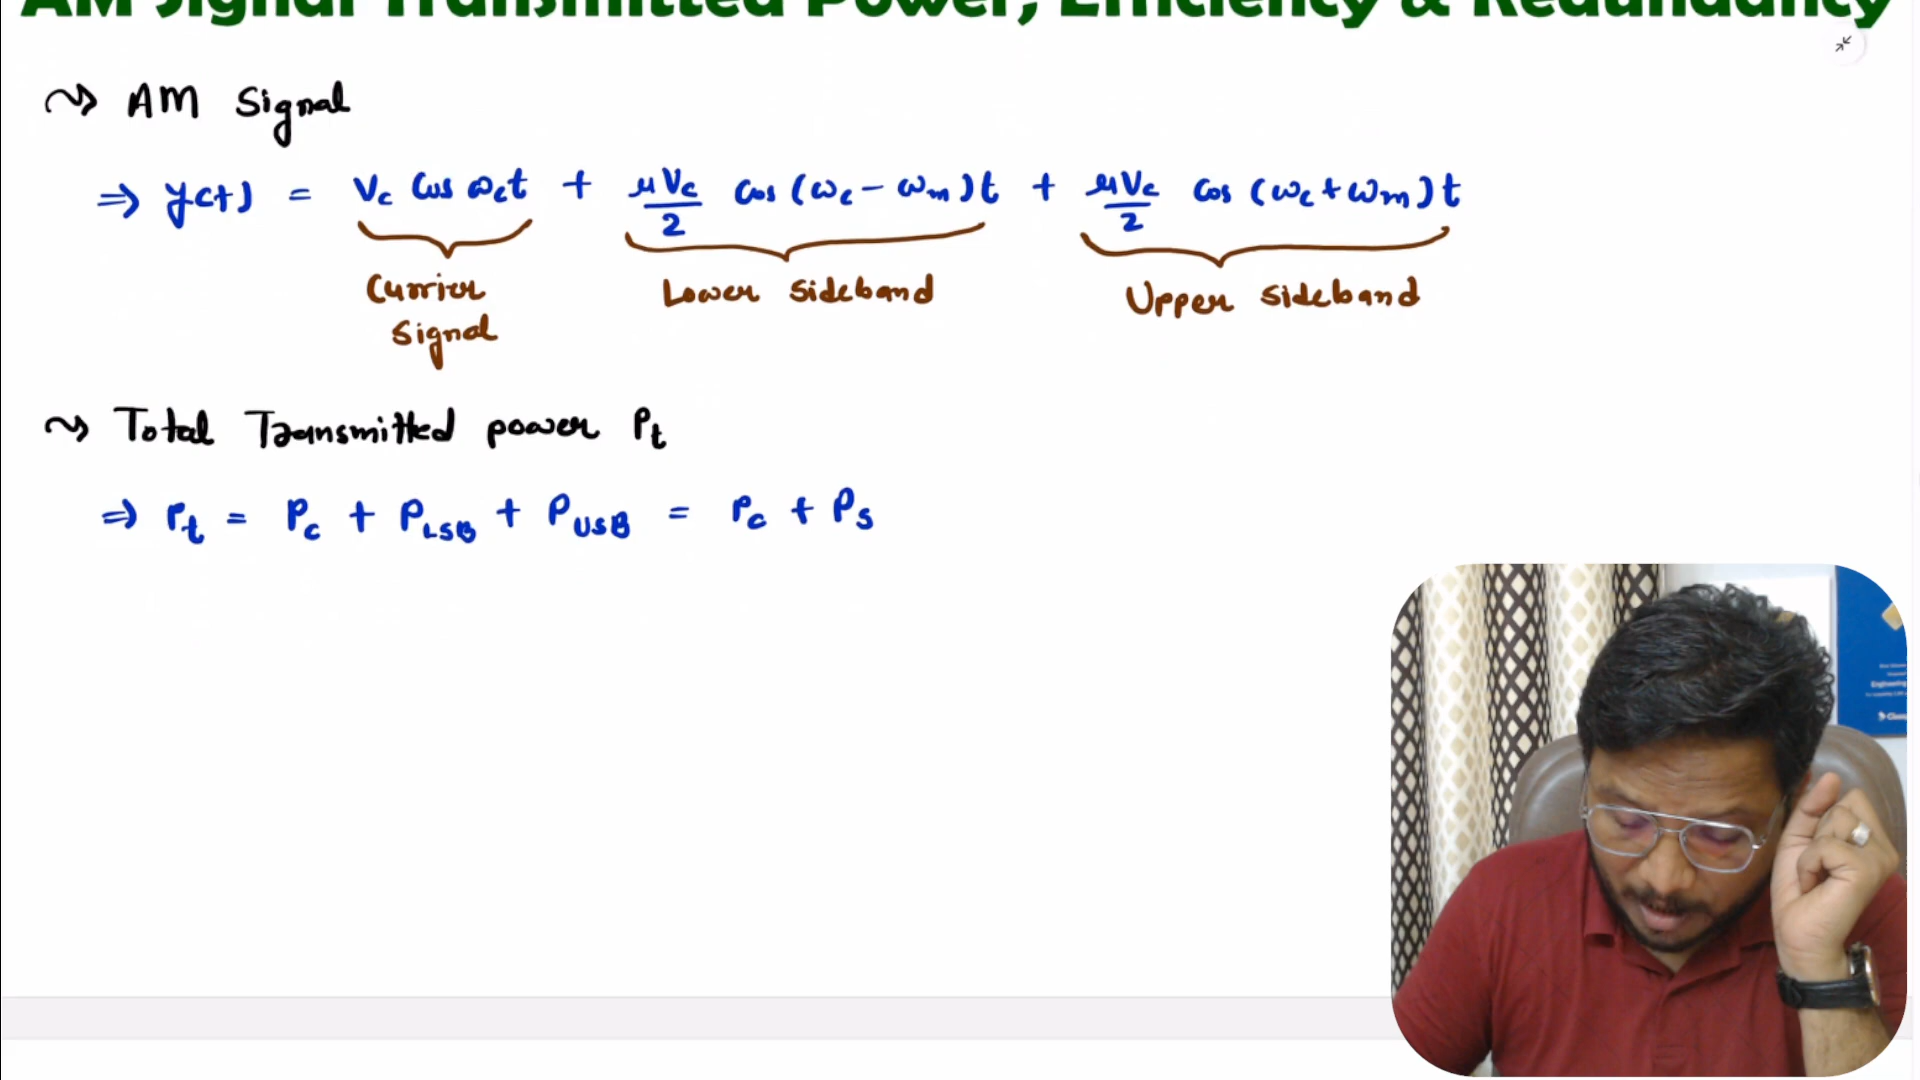 AM Signal Transmitted Power, Efficiency & Redundancy
~> AM Signal
⇒ y(t) = Vc Cos ωct + μVc/2 Cos (ωc - ωm)t + μVc/2 Cos (ωc + ωm)t
Carrier Signal
Lower Sideband
Upper Sideband
~> Total Transmitted power Pt
⇒ Pt = Pc + PLSB + PUSB = Pc + Ps
Engineering